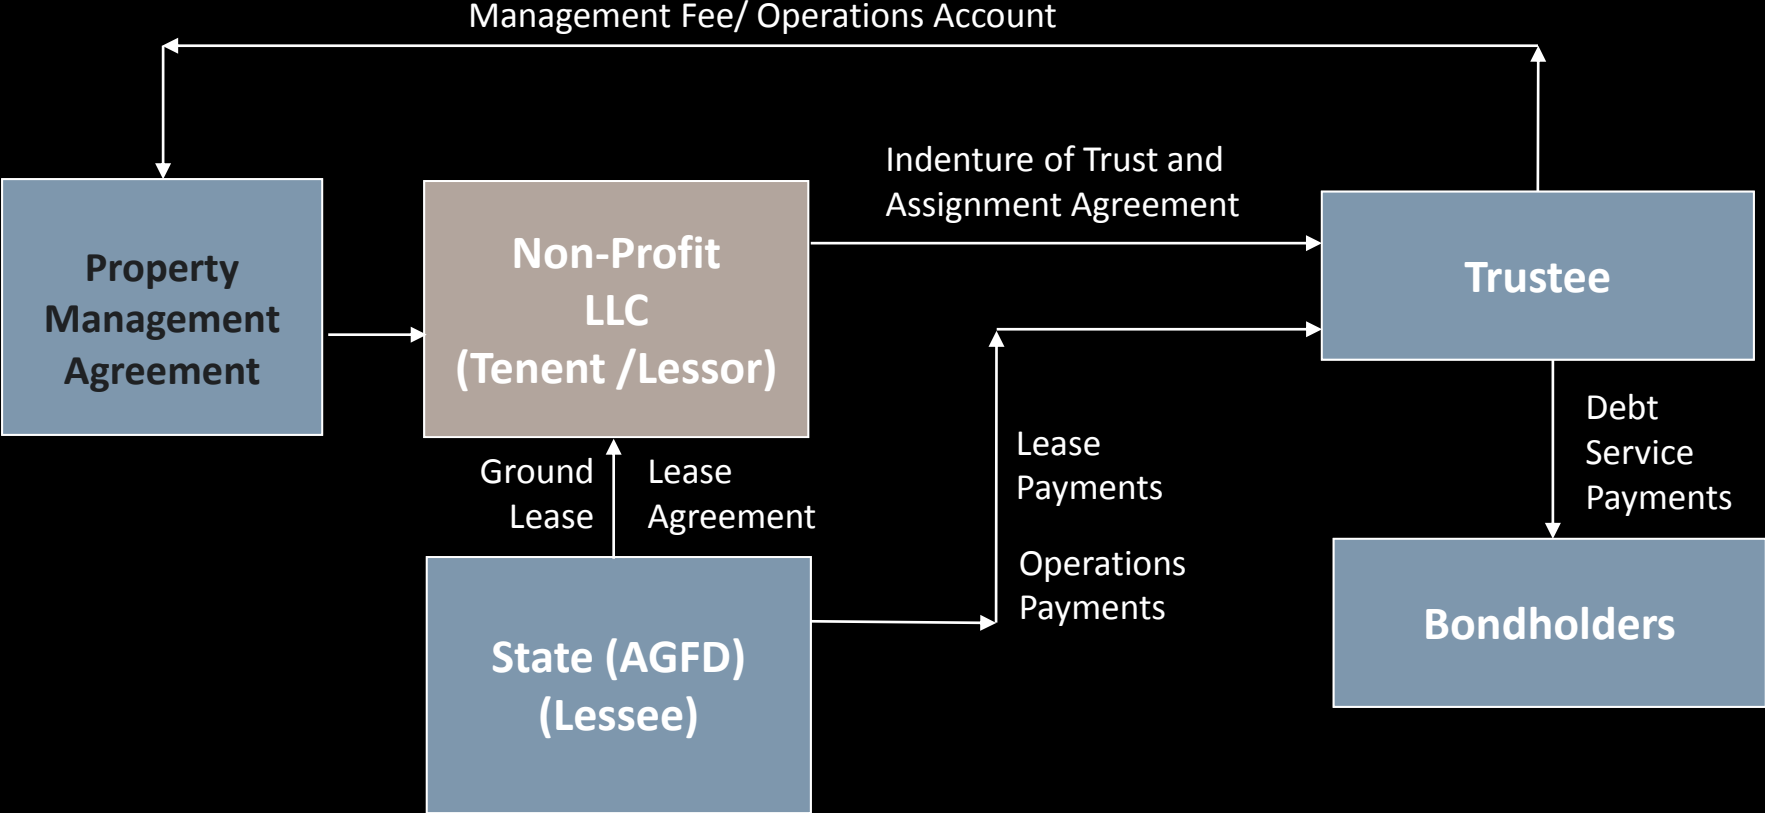 Management Fee/ Operations Account
Indenture of Trust and
Assignment Agreement
Property
Management
Agreement
Non-Profit
LLC
(Tenent /Lessor)
Trustee
Ground
Lease
Lease
Agreement
Lease
Payments
Operations
Payments
Debt
Service
Payments
State (AGFD)
(Lessee)
Bondholders